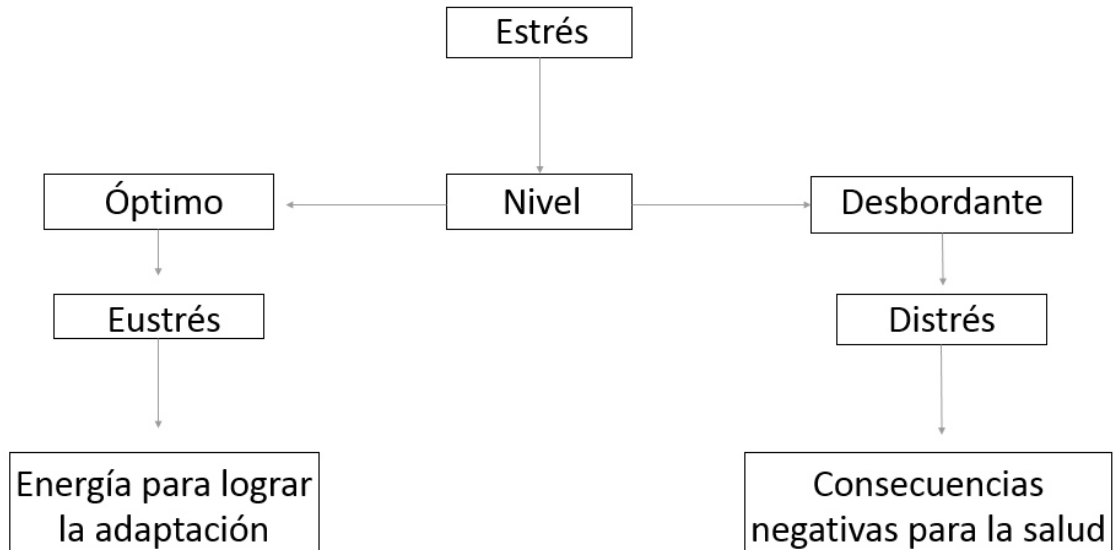 Estrés
Óptimo
Nivel
Desbordante
Eustrés
Distrés
Energía para lograr
la adaptación
Consecuencias
negativas para la salud